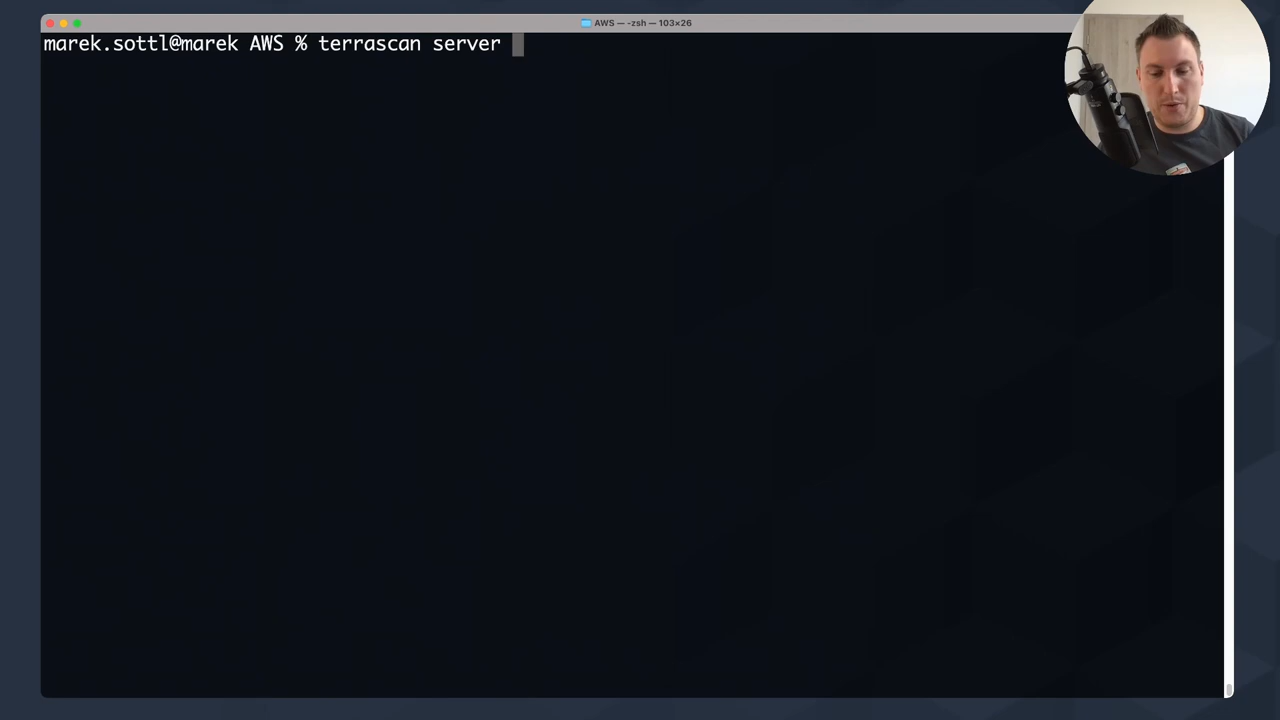 AWS — -zsh — 103×26
marek.sottl@marek AWS % terrascan server